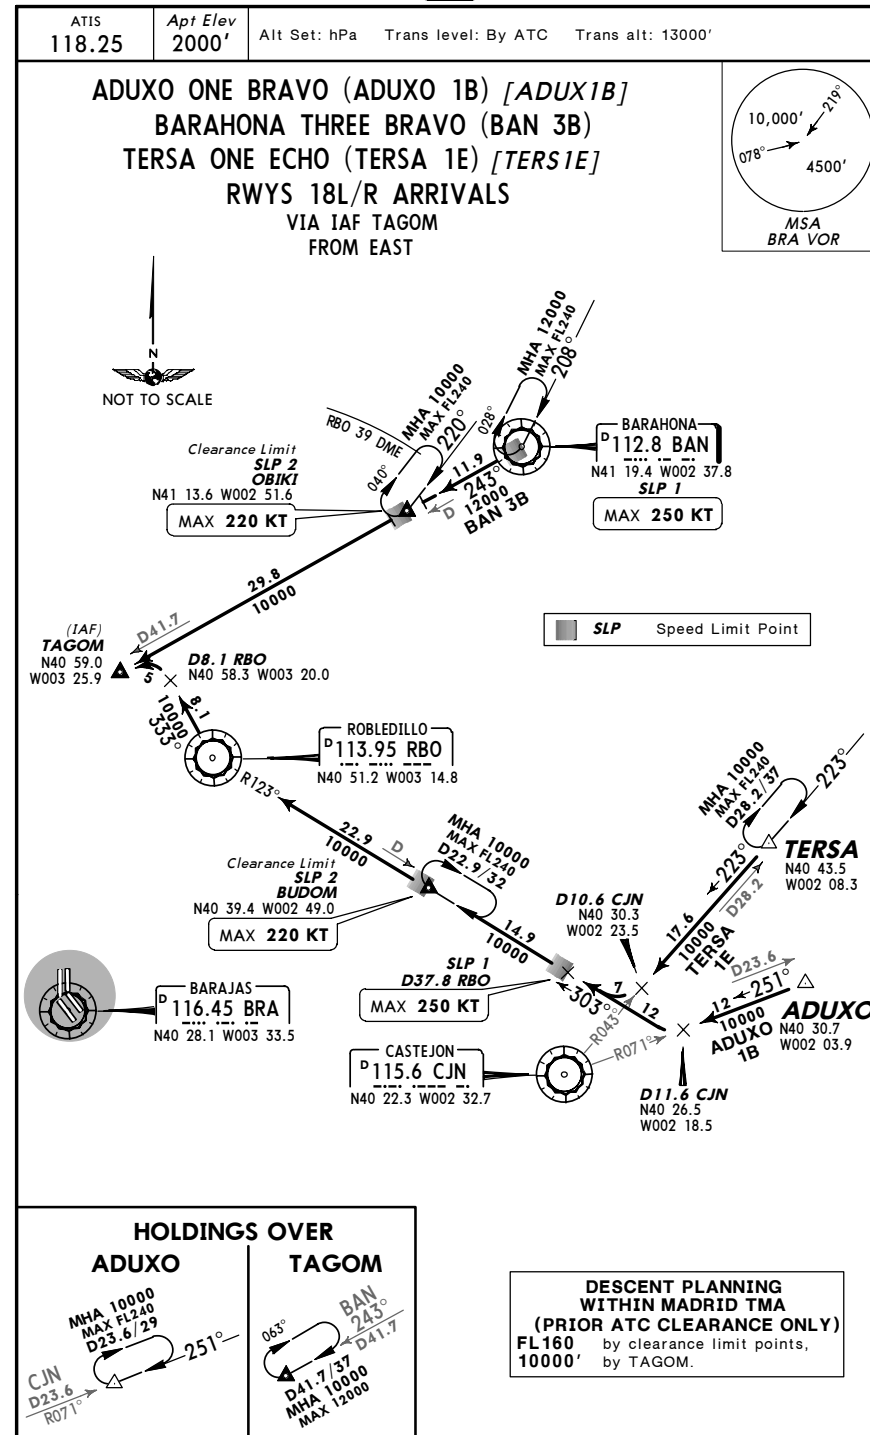 ATIS
118.25
Apt Elev
2000'
Alt Set: hPa Trans level: By ATC Trans alt: 13000'
ADUXO ONE BRAVO (ADUXO 1B) [ADUX1B]
BARAHONA THREE BRAVO (BAN 3B)
TERSA ONE ECHO (TERSA 1E) [TERS1E]
RWYS 18L/R ARRIVALS
VIA IAF TAGOM
FROM EAST
10,000'
219°
078°
4500'
MSA
BRA VOR
N
NOT TO SCALE
MHA 12000
MAX FL240
208°
028°
MHA 10000
MAX FL240
220°
040°
RBO 39 DME
Clearance Limit
SLP 2
OBIKI
N41 13.6 W002 51.6
MAX 220 KT
11.9
243°
12000
BAN 3B
D
BARAHONA
D 112.8 BAN
N41 19.4 W002 37.8
SLP 1
MAX 250 KT
29.8
10000
SLP Speed Limit Point
(IAF)
TAGOM
N40 59.0
W003 25.9
D41.7
5
D8.1 RBO
N40 58.3 W003 20.0
8.1
10000
333°
ROBLEDILLO
D 113.95 RBO
N40 51.2 W003 14.8
R123°
22.9
10000
D
MHA 10000
MAX FL240
D22.9/32
Clearance Limit
SLP 2
BUDOM
N40 39.4 W002 49.0
MAX 220 KT
14.9
10000
MHA 10000
MAX FL240
D28.2/37
223°
TERSA
N40 43.5
W002 08.3
223°
D28.2
17.6
10000
TERSA
1E
D10.6 CJN
N40 30.3
W002 23.5
SLP 1
D37.8 RBO
MAX 250 KT
303°
7
12
R043°
R071°
D23.6
251°
12
10000
ADUXO
1B
ADUXO
N40 30.7
W002 03.9
BARAJAS
D 116.45 BRA
N40 28.1 W003 33.5
CASTEJON
D 115.6 CJN
N40 22.3 W002 32.7
D11.6 CJN
N40 26.5
W002 18.5
HOLDINGS OVER
ADUXO
MHA 10000
MAX FL240
D23.6/29
251°
CJN
D23.6
R071°
TAGOM
063°
BAN
243°
D41.7
D41.7/37
MHA 10000
MAX 12000
DESCENT PLANNING
WITHIN MADRID TMA
(PRIOR ATC CLEARANCE ONLY)
FL160 by clearance limit points,
10000' by TAGOM.